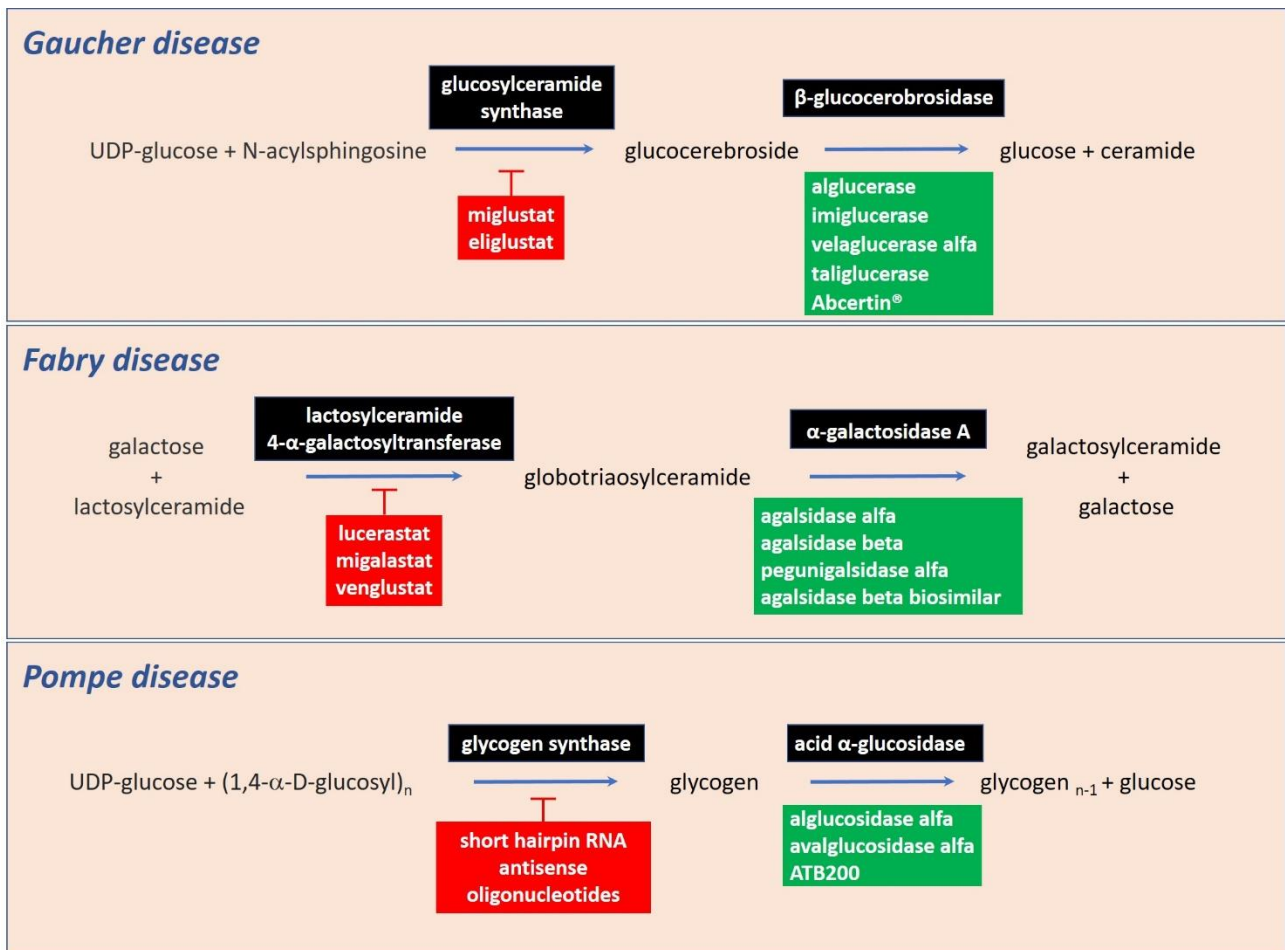 Gaucher disease
glucosylceramide
synthase
β-glucocerobrosidase
UDP-glucose + N-acylsphingosine
glucocerebroside
glucose + ceramide
miglustat
eliglustat
alglucerase
imiglucerase
velaglucerase alfa
taliglucerase
Abcertin®
Fabry disease
lactosylceramide
4-α-galactosyltransferase
α-galactosidase A
galactose
+
lactosylceramide
globotriaosylceramide
galactosylceramide
+
galactose
lucerastat
migalastat
venglustat
agalsidase alfa
agalsidase beta
pegunigalsidase alfa
agalsidase beta biosimilar
Pompe disease
glycogen synthase
acid α-glucosidase
UDP-glucose + (1,4-α-D-glucosyl)n
glycogen
glycogen n-1 + glucose
short hairpin RNA
antisense
oligonucleotides
alglucosidase alfa
avalglucosidase alfa
ATB200